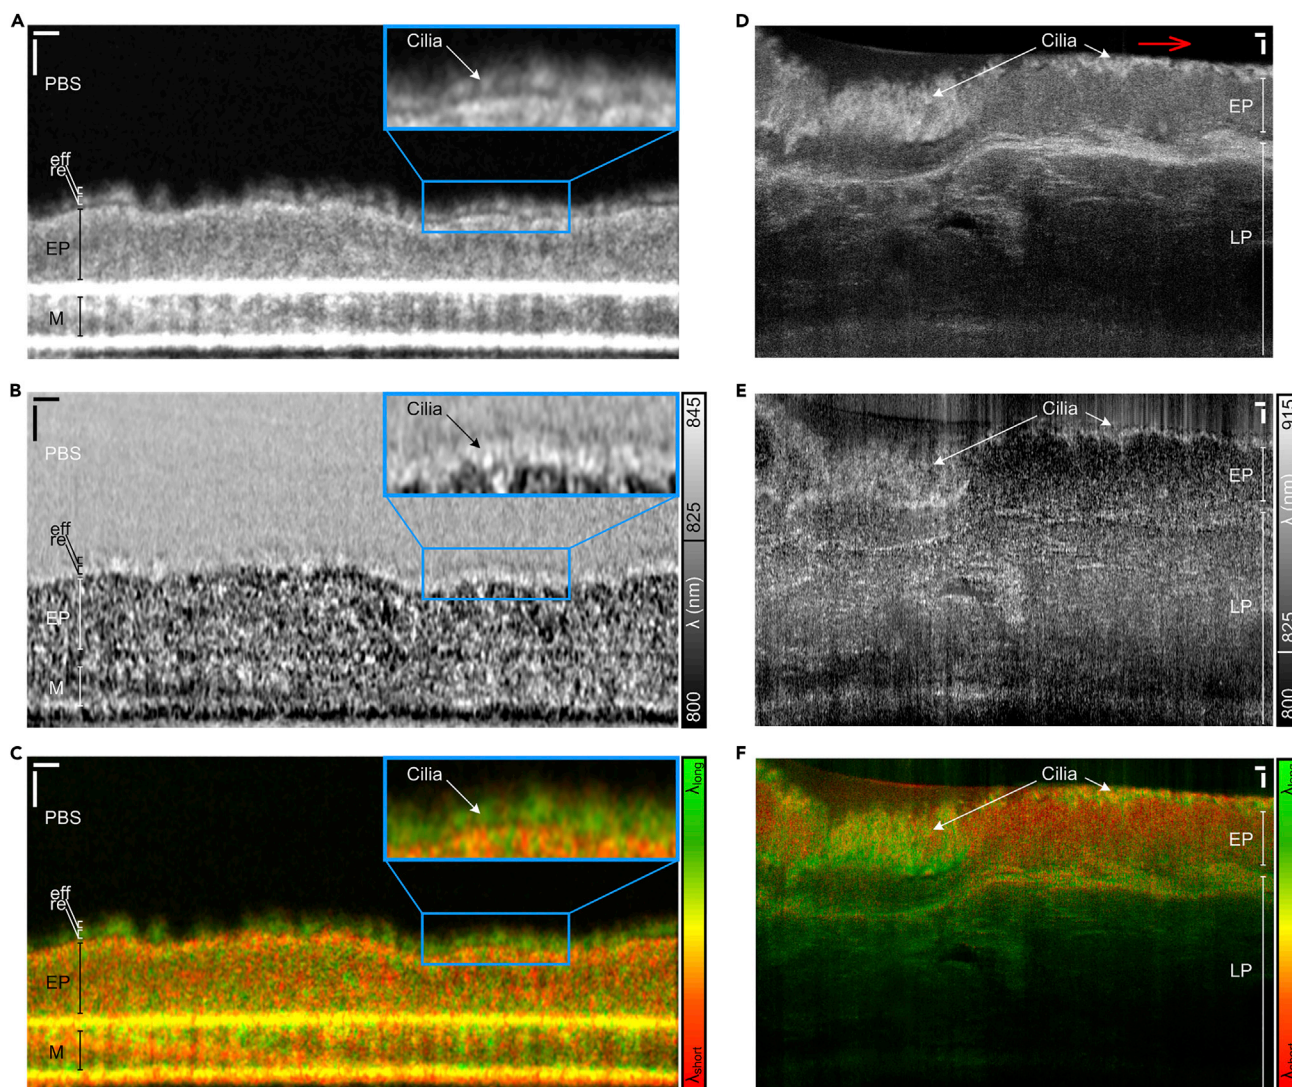 A
Cilia
PBS
eff
re
EP
M
B
Cilia
PBS
eff
re
EP
M
845
825
λ (nm)
800
C
Cilia
PBS
eff
re
EP
M
λlong
λshort
D
Cilia
EP
LP
E
Cilia
EP
LP
915
λ (nm)
825
800
F
Cilia
EP
LP
λlong
λshort